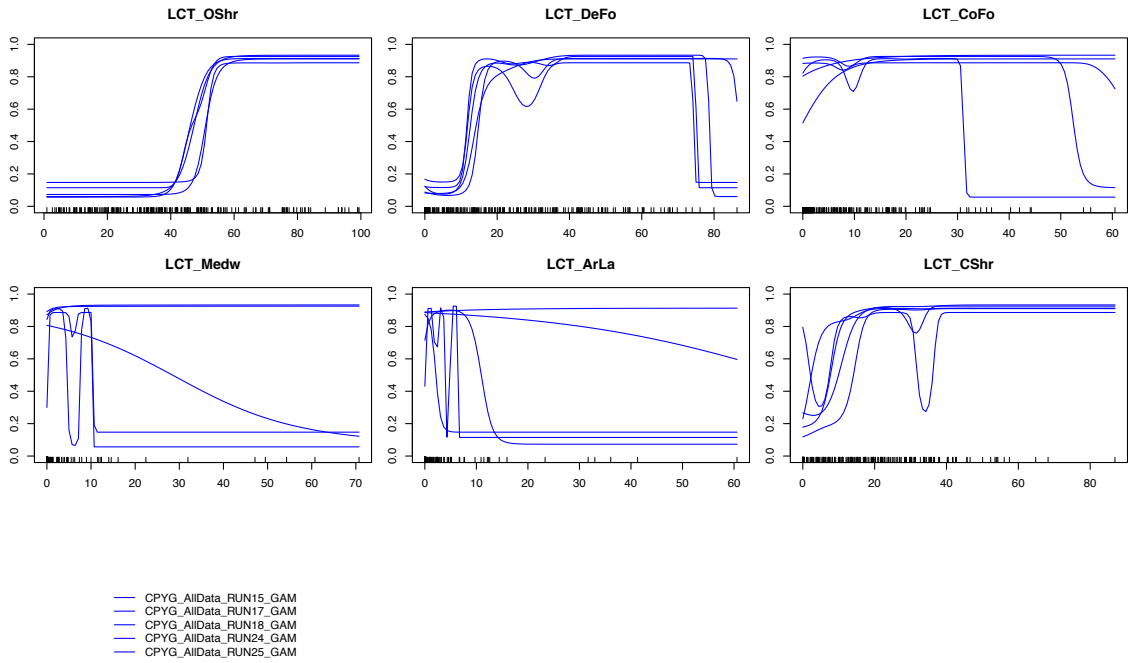 LCT_OShr LCT_DeFo LCT_CoFo
1.0 1.0 1.0
0.8 0.8 0.8
0.6 0.6 0.6
0.4 0.4 0.4
0.2 0.2 0.2
0.0 0.0 0.0
0 20 40 60 80 100 0 20 40 60 80 0 10 20 30 40 50 60
LCT_Medw LCT_ArLa LCT_CShr
1.0 1.0 1.0
0.8 0.8 0.8
0.6 0.6 0.6
0.4 0.4 0.4
0.2 0.2 0.2
0.0 0.0 0.0
0 10 20 30 40 50 60 70 0 10 20 30 40 50 60 0 20 40 60 80
CPYG_AllData_RUN15_GAM
CPYG_AllData_RUN17_GAM
CPYG_AllData_RUN18_GAM
CPYG_AllData_RUN24_GAM
CPYG_AllData_RUN25_GAM